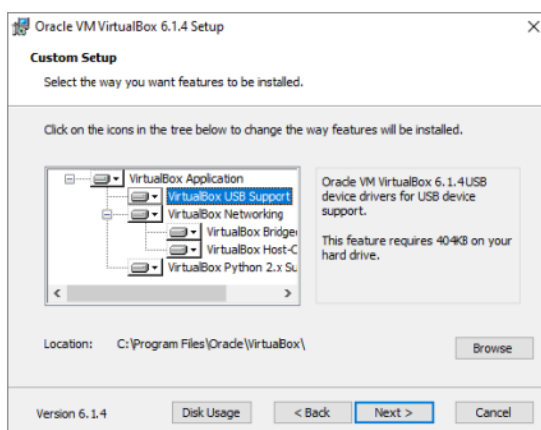 Oracle VM VirtualBox 6.1.4 Setup
Custom Setup
Select the way you want features to be installed.
Click on the icons in the tree below to change the way features will be installed.
VirtualBox Application
VirtualBox USB Support
VirtualBox Networking
VirtualBox Bridge
VirtualBox Host-C
VirtualBox Python 2.x Su
Oracle VM VirtualBox 6.1.4 USB
device drivers for USB device
support.
This feature requires 404KB on your
hard drive.
Location: C:\Program Files\Oracle\VirtualBox\
Browse
Version 6.1.4
Disk Usage
< Back
Next >
Cancel